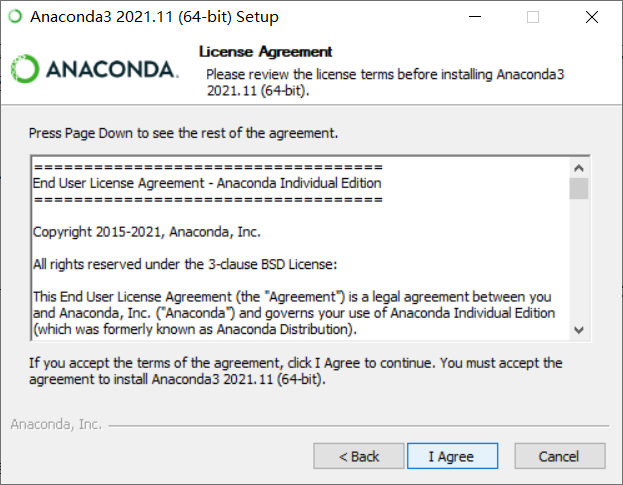 Anaconda3 2021.11 (64-bit) Setup
ANACONDA.
License Agreement
Please review the license terms before installing Anaconda3
2021.11 (64-bit).
Press Page Down to see the rest of the agreement.
===================================
End User License Agreement - Anaconda Individual Edition
===================================
Copyright 2015-2021, Anaconda, Inc.
All rights reserved under the 3-clause BSD License:
This End User License Agreement (the "Agreement") is a legal agreement between you
and Anaconda, Inc. ("Anaconda") and governs your use of Anaconda Individual Edition
(which was formerly known as Anaconda Distribution).
If you accept the terms of the agreement, click I Agree to continue. You must accept the
agreement to install Anaconda3 2021.11 (64-bit).
Anaconda, Inc.
< Back
I Agree
Cancel